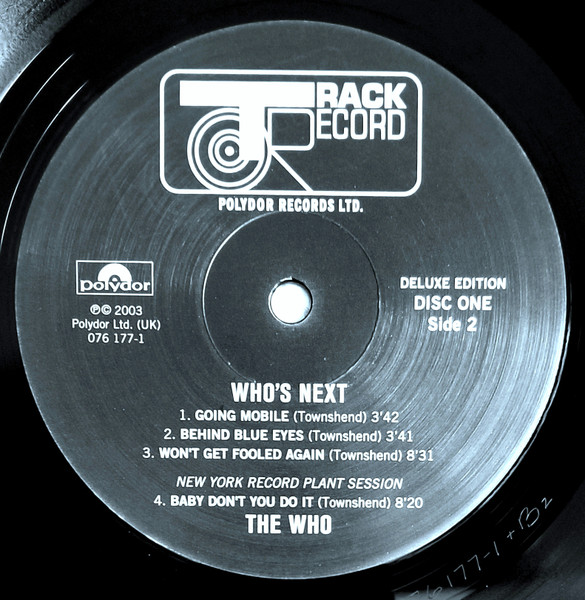 TRACK
RECORD
POLYDOR RECORDS LTD.
polydor
℗© 2003
Polydor Ltd. (UK)
076 177-1
DELUXE EDITION
DISC ONE
Side 2
WHO'S NEXT
1. GOING MOBILE (Townshend) 3'42
2. BEHIND BLUE EYES (Townshend) 3'41
3. WON'T GET FOOLED AGAIN (Townshend) 8'31
NEW YORK RECORD PLANT SESSION
4. BABY DON'T YOU DO IT (Townshend) 8'20
THE WHO